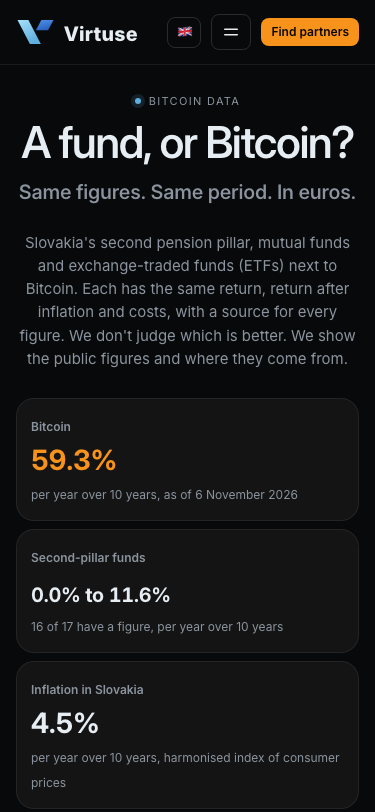 Virtuse
Find partners
BITCOIN DATA
A fund, or Bitcoin?
Same figures. Same period. In euros.
Slovakia's second pension pillar, mutual funds
and exchange-traded funds (ETFs) next to
Bitcoin. Each has the same return, return after
inflation and costs, with a source for every
figure. We don't judge which is better. We show
the public figures and where they come from.
Bitcoin
59.3%
per year over 10 years, as of 6 November 2026
Second-pillar funds
0.0% to 11.6%
16 of 17 have a figure, per year over 10 years
Inflation in Slovakia
4.5%
per year over 10 years, harmonised index of consumer
prices